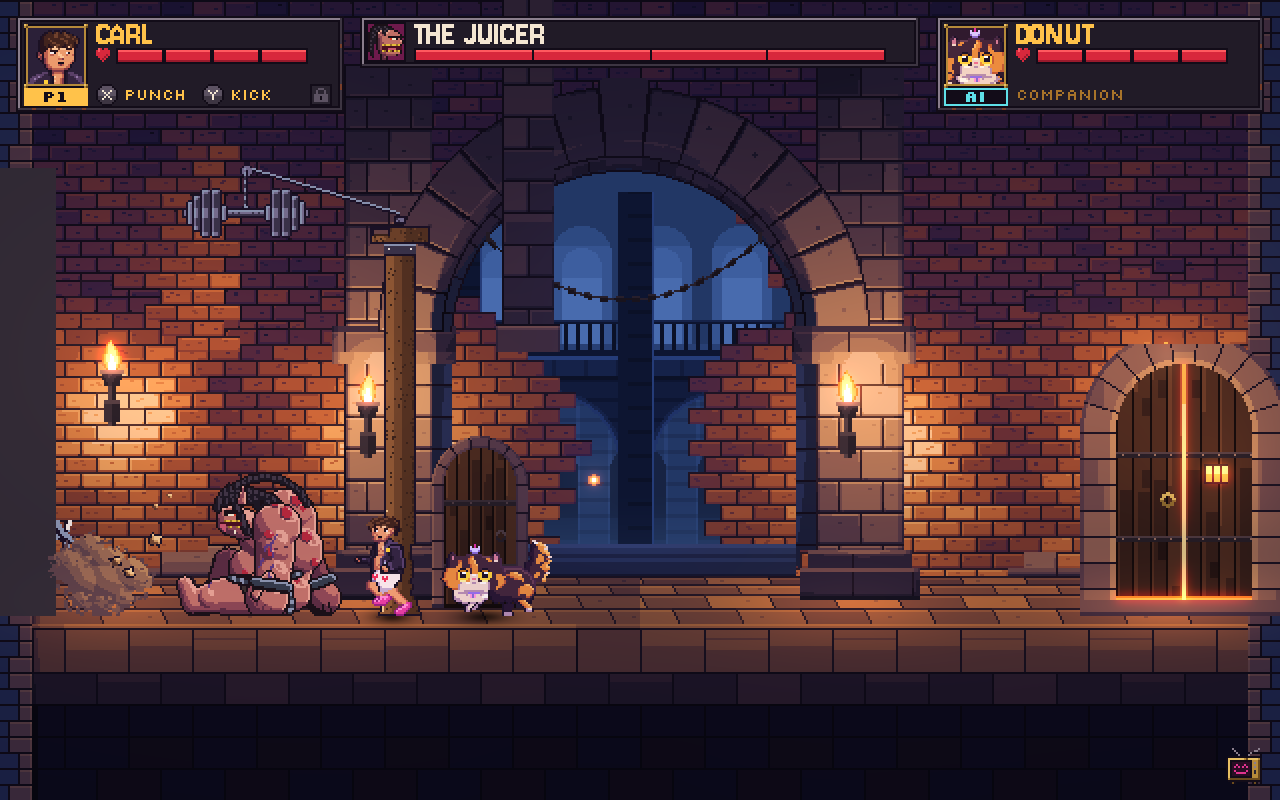 CARL
P1
X PUNCH Y KICK
THE JUICER
DONUT
AI
COMPANION